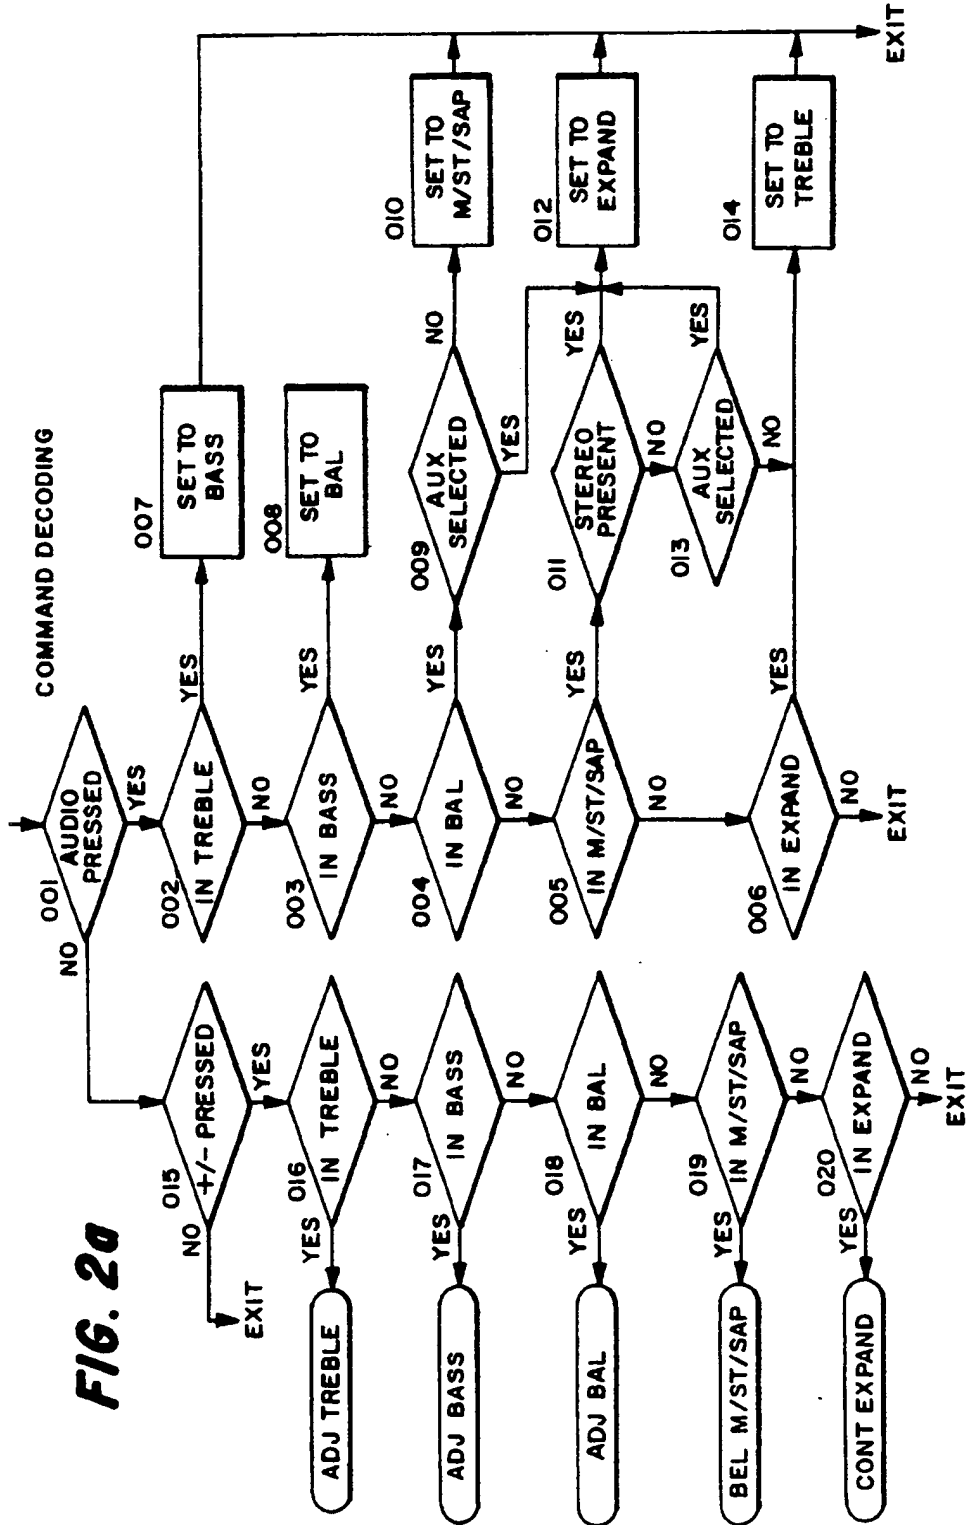 FIG. 2a
COMMAND DECODING
001
AUDIO
PRESSED
NO
YES
002
IN TREBLE
YES
NO
007
SET TO
BASS
003
IN BASS
YES
NO
008
SET TO
BAL
004
IN BAL
YES
NO
009
AUX
SELECTED
NO
YES
010
SET TO
M/ST/SAP
005
IN M/ST/SAP
YES
NO
011
STEREO
PRESENT
YES
NO
012
SET TO
EXPAND
013
AUX
SELECTED
YES
NO
006
IN EXPAND
YES
NO
EXIT
014
SET TO
TREBLE
EXIT
015
+/- PRESSED
NO
EXIT
YES
016
IN TREBLE
YES
NO
ADJ TREBLE
017
IN BASS
YES
NO
ADJ BASS
018
IN BAL
YES
NO
ADJ BAL
019
IN M/ST/SAP
YES
NO
BEL M/ST/SAP
020
IN EXPAND
YES
NO
CONT EXPAND
EXIT